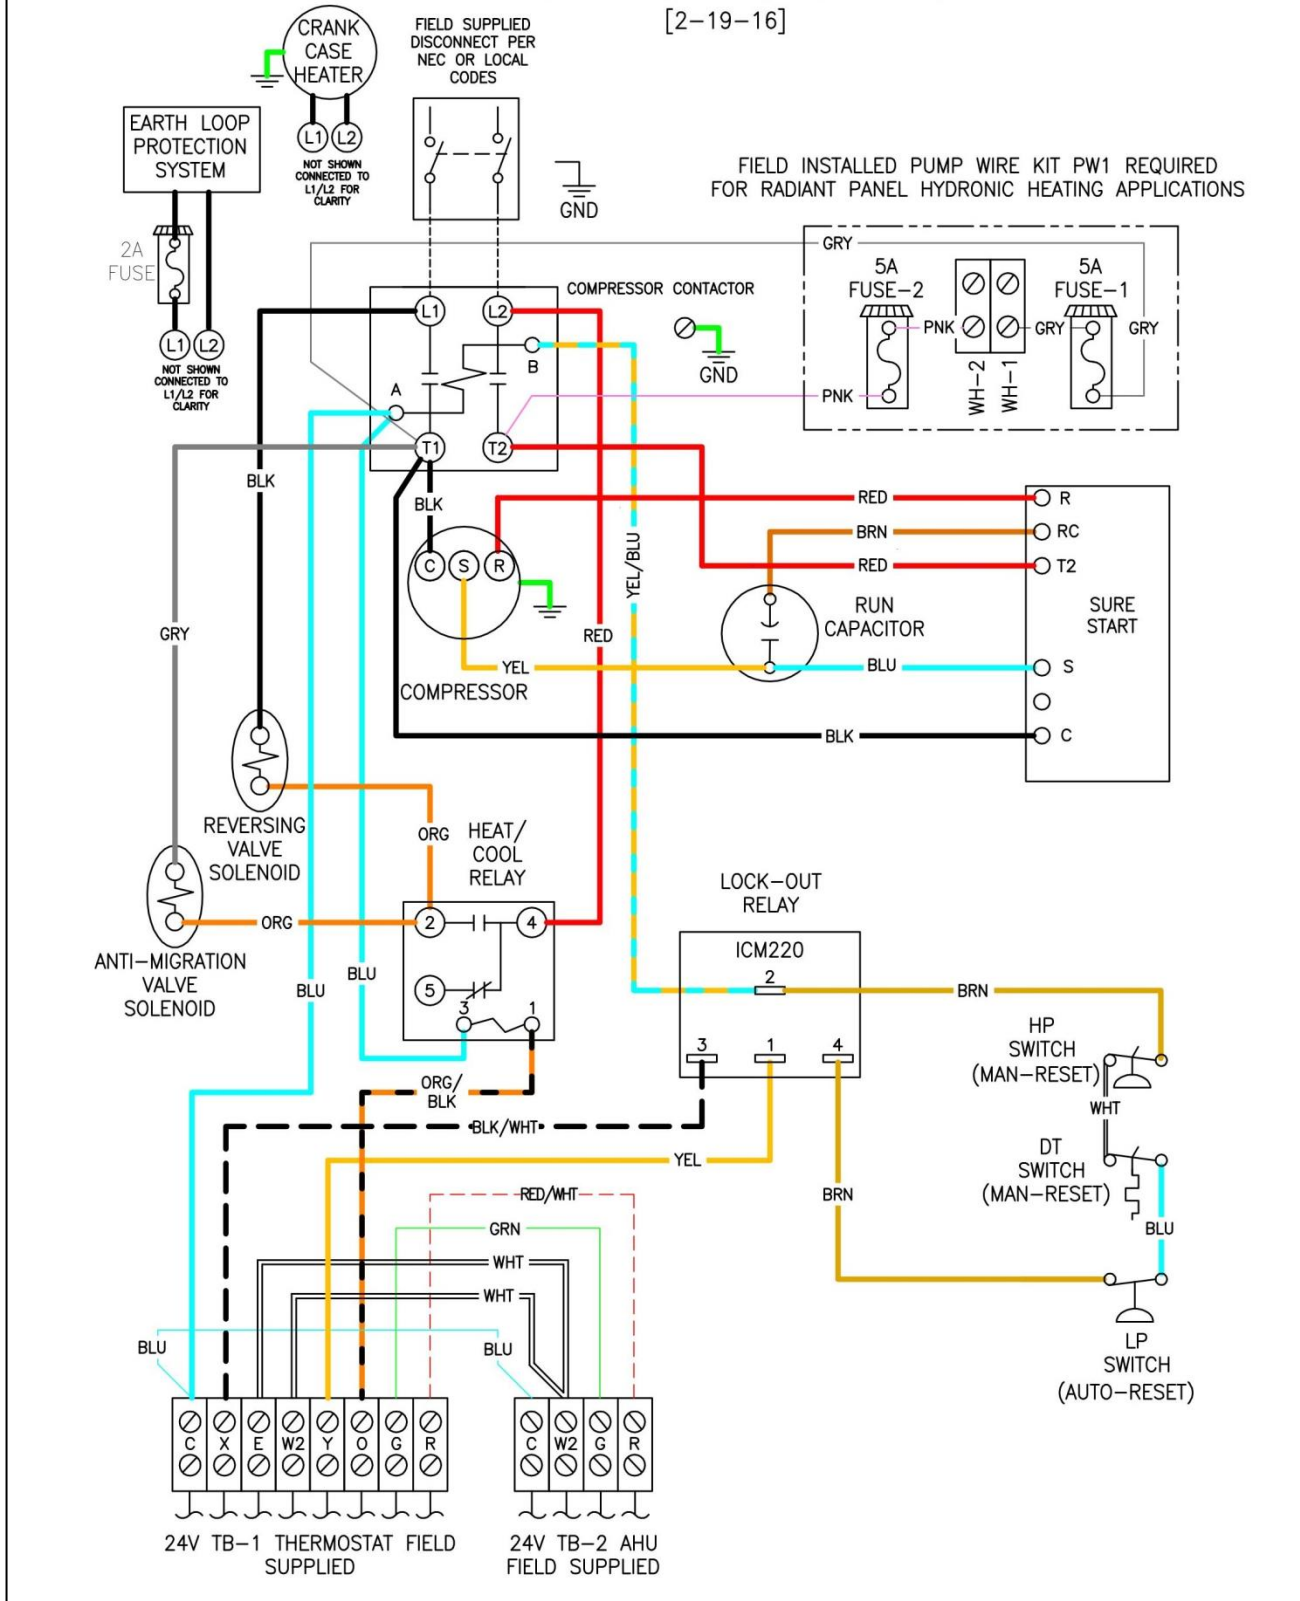 [2-19-16]
CRANK
CASE
HEATER
L1 L2
NOT SHOWN
CONNECTED TO
L1/L2 FOR
CLARITY
FIELD SUPPLIED
DISCONNECT PER
NEC OR LOCAL
CODES
GND
EARTH LOOP
PROTECTION
SYSTEM
2A
FUSE
L1 L2
NOT SHOWN
CONNECTED TO
L1/L2 FOR
CLARITY
FIELD INSTALLED PUMP WIRE KIT PW1 REQUIRED
FOR RADIANT PANEL HYDRONIC HEATING APPLICATIONS
GRY
5A
FUSE-2
5A
FUSE-1
PNK
GRY
GRY
WH-2
WH-1
PNK
COMPRESSOR CONTACTOR
L1 L2
A
B
T1 T2
GND
BLK
BLK
C S R
COMPRESSOR
YEL
YEL/BLU
RED
RED
BRN
RED
RUN
CAPACITOR
BLU
BLK
R
RC
T2
SURE
START
S
C
GRY
REVERSING
VALVE
SOLENOID
ORG
HEAT/
COOL
RELAY
ORG
2 4
5
3 1
ANTI-MIGRATION
VALVE
SOLENOID
BLU
BLU
LOCK-OUT
RELAY
ICM220
2
3 1 4
BRN
HP
SWITCH
(MAN-RESET)
WHT
DT
SWITCH
(MAN-RESET)
BLU
BRN
LP
SWITCH
(AUTO-RESET)
ORG/
BLK
BLK/WHT
YEL
RED/WHT
GRN
WHT
WHT
BLU
BLU
C X E W2 Y O G R
C W2 G R
24V TB-1 THERMOSTAT FIELD
SUPPLIED
24V TB-2 AHU
FIELD SUPPLIED